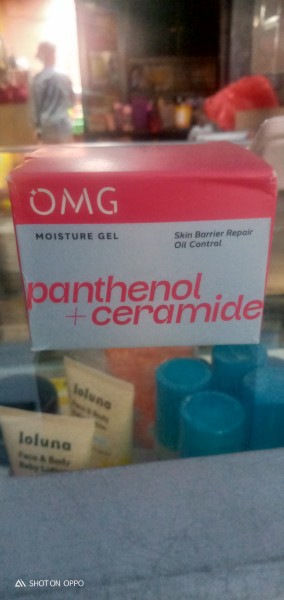 OMG
MOISTURE GEL
Skin Barrier Repair
Oil Control
panthenol
+ceramide
loluna
Face & Body
loluna
Face & Body
Baby
SHOT ON OPPO